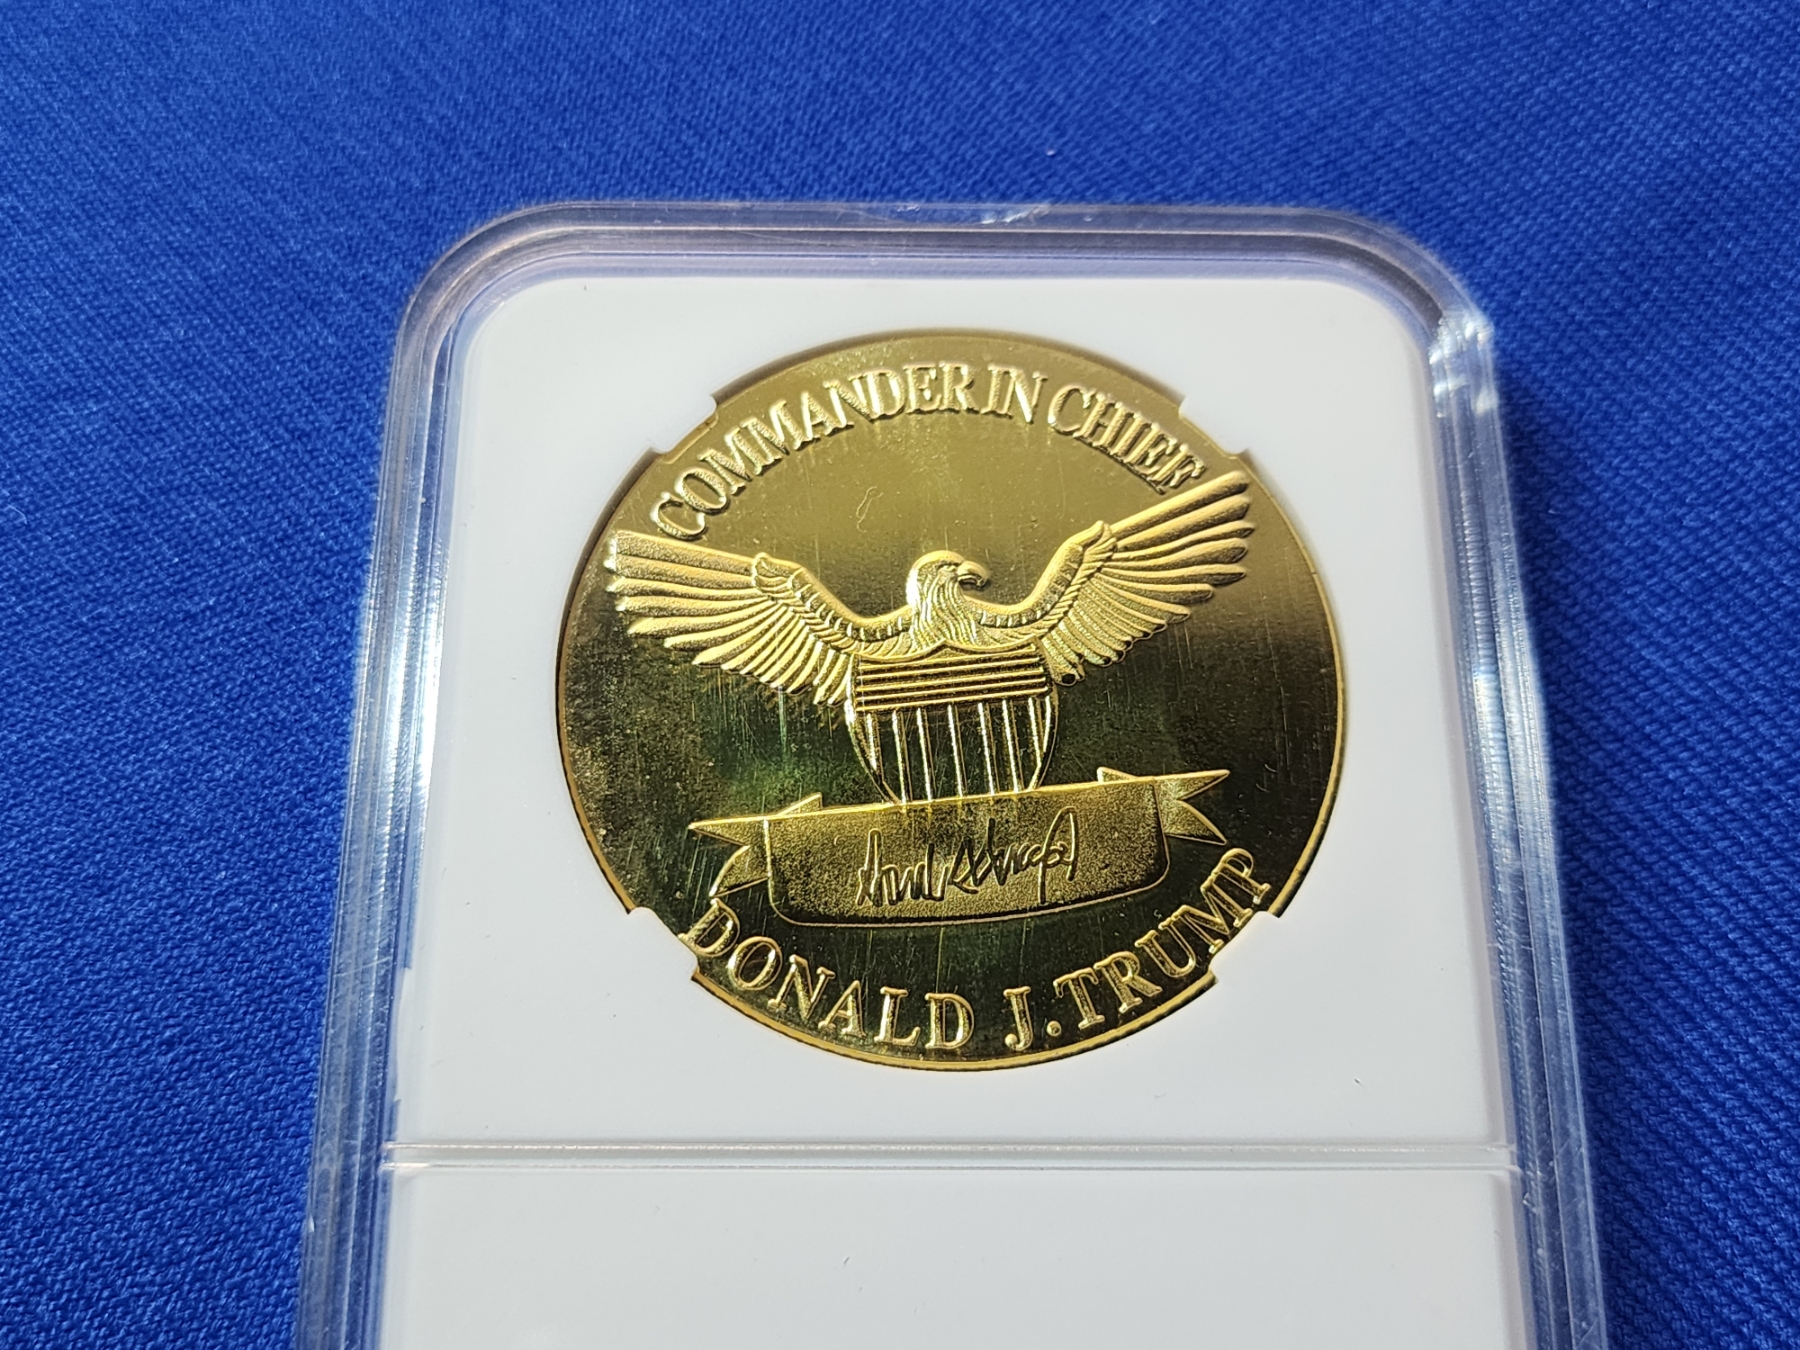 COMMANDER IN CHIEF
DONALD J. TRUMP